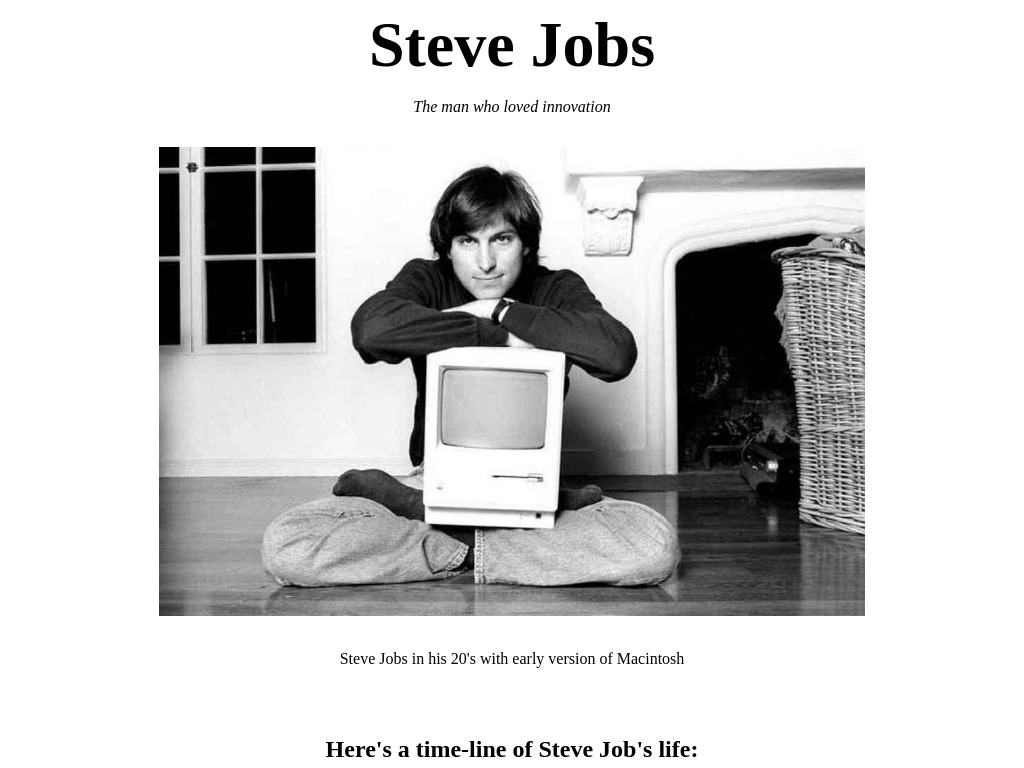 Steve Jobs
The man who loved innovation
Steve Jobs in his 20's with early version of Macintosh
Here's a time-line of Steve Job's life: